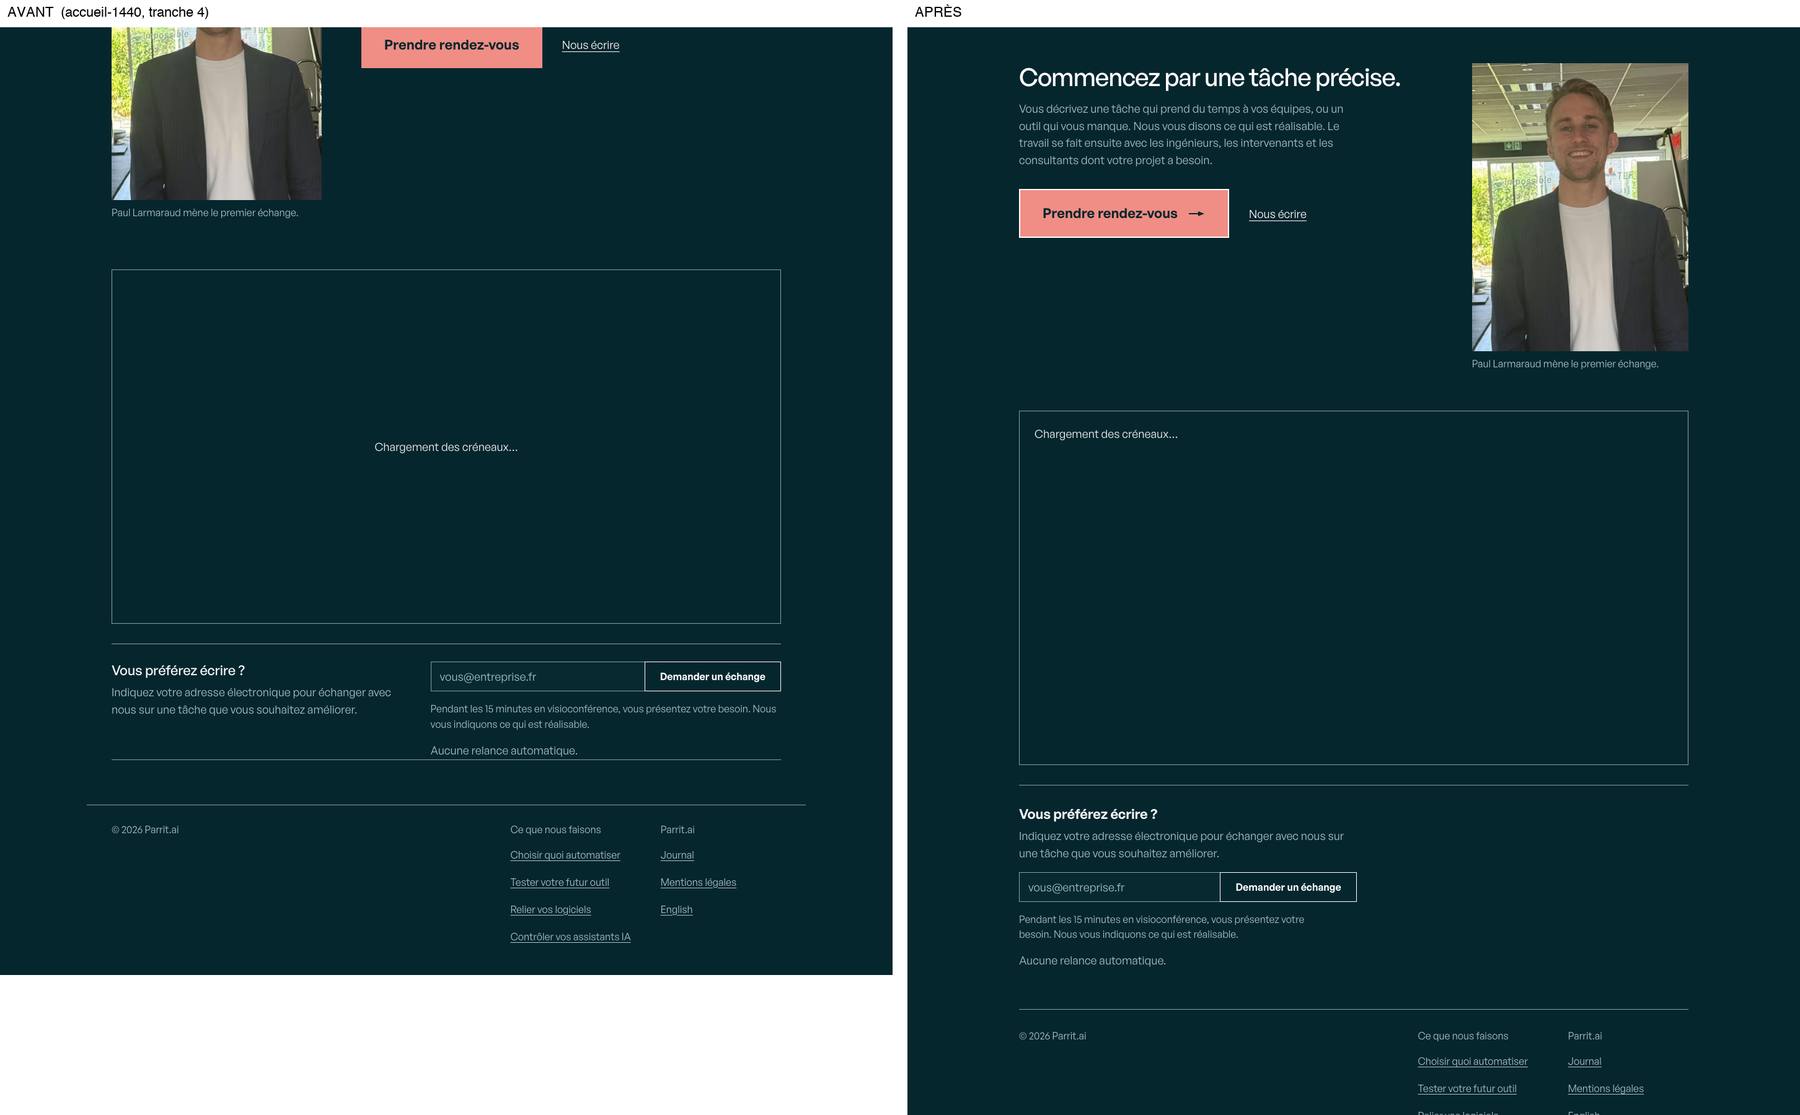 AVANT (accueil-1440, tranche 4)
Prendre rendez-vous
Nous écrire
Paul Larmaraud mène le premier échange.
Chargement des créneaux...
Vous préférez écrire ?
Indiquez votre adresse électronique pour échanger avec
nous sur une tâche que vous souhaitez améliorer.
vous@entreprise.fr
Demander un échange
Pendant les 15 minutes en visioconférence, vous présentez votre besoin. Nous
vous indiquons ce qui est réalisable.
Aucune relance automatique.
© 2026 Parrit.ai
Ce que nous faisons
Choisir quoi automatiser
Tester votre futur outil
Relier vos logiciels
Contrôler vos assistants IA
Parrit.ai
Journal
Mentions légales
English
APRÈS
Commencez par une tâche précise.
Vous décrivez une tâche qui prend du temps à vos équipes, ou un
outil qui vous manque. Nous vous disons ce qui est réalisable. Le
travail se fait ensuite avec les ingénieurs, les intervenants et les
consultants dont votre projet a besoin.
Prendre rendez-vous
Nous écrire
impossible
Paul Larmaraud mène le premier échange.
Chargement des créneaux...
Vous préférez écrire ?
Indiquez votre adresse électronique pour échanger avec nous sur
une tâche que vous souhaitez améliorer.
vous@entreprise.fr
Demander un échange
Pendant les 15 minutes en visioconférence, vous présentez votre
besoin. Nous vous indiquons ce qui est réalisable.
Aucune relance automatique.
© 2026 Parrit.ai
Ce que nous faisons
Choisir quoi automatiser
Tester votre futur outil
Parrit.ai
Journal
Mentions légales